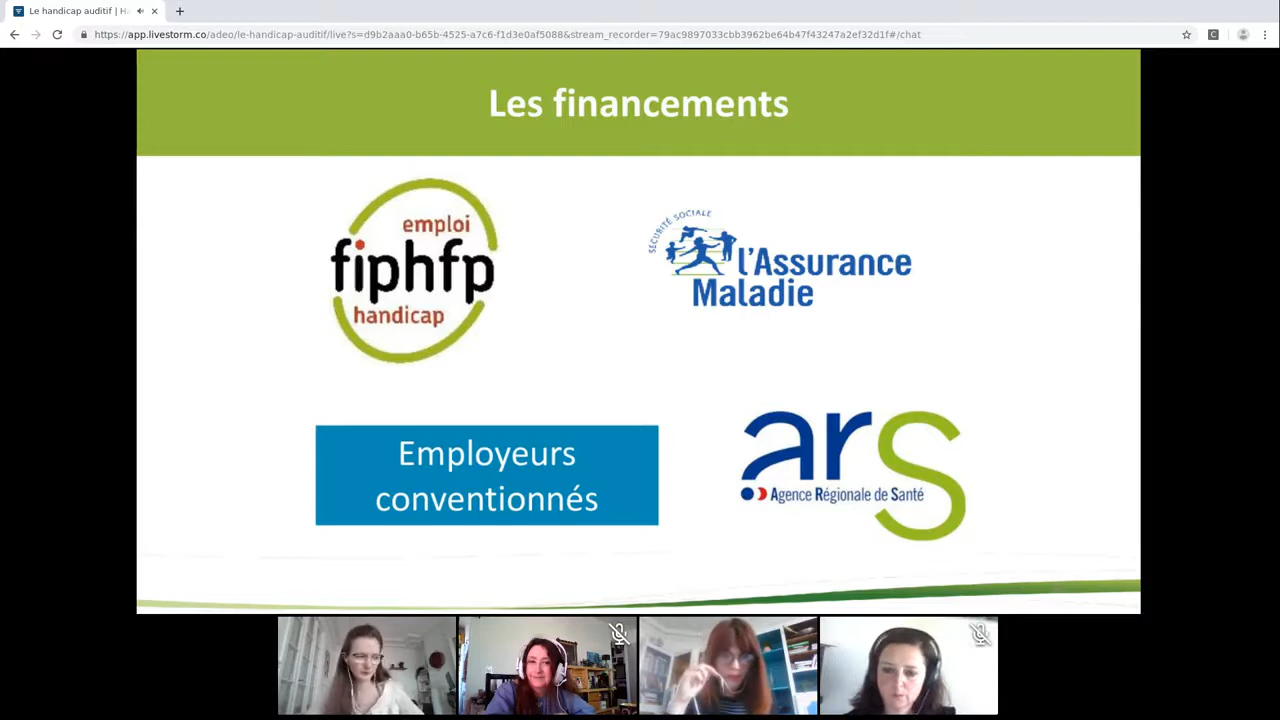 Le handicap auditif | H
https://app.livestorm.co/adeo/le-handicap-auditif/live?s=d9b2aaa0-b65b-4525-a7c6-f1d3e0af5088&stream_recorder=79ac9897033cbb3962be64b47f43247a2ef32d1f#/chat
Les financements
emploi
fiphfp
handicap
SÉCURITÉ SOCIALE
l'Assurance
Maladie
Employeurs
conventionnés
ars
Agence Régionale de Santé